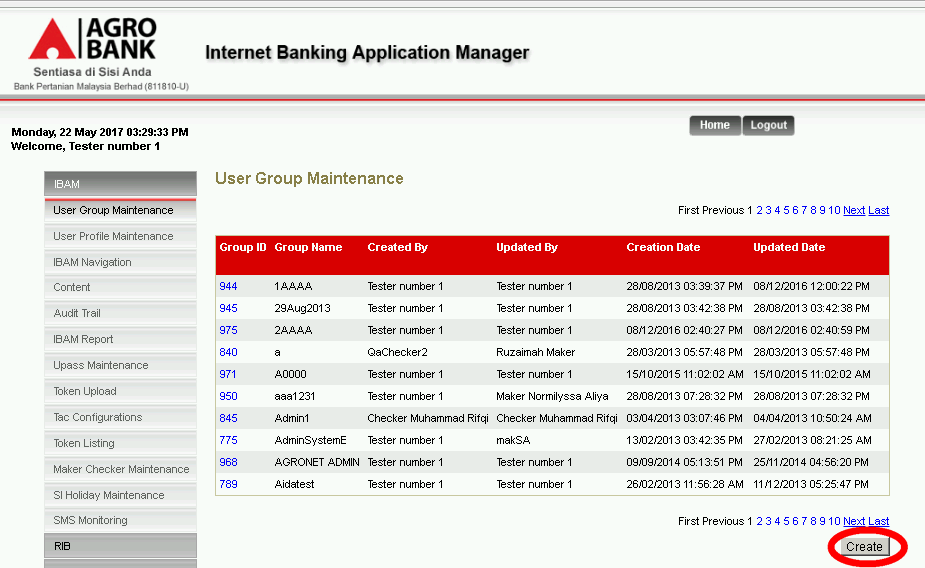 AGRO
BANK
Sentiasa di Sisi Anda
Bank Pertanian Malaysia Berhad (811810-U)
Internet Banking Application Manager
Monday, 22 May 2017 03:29:33 PM
Welcome, Tester number 1
Home Logout
IBAM
User Group Maintenance
User Profile Maintenance
IBAM Navigation
Content
Audit Trail
IBAM Report
Upass Maintenance
Token Upload
Tac Configurations
Token Listing
Maker Checker Maintenance
SI Holiday Maintenance
SMS Monitoring
RIB
User Group Maintenance
First Previous 1 2 3 4 5 6 7 8 9 10 Next Last
Group ID Group Name Created By Updated By Creation Date Updated Date
944 1AAAA Tester number 1 Tester number 1 28/08/2013 03:39:37 PM 08/12/2016 12:00:22 PM
945 29Aug2013 Tester number 1 Tester number 1 28/08/2013 03:42:38 PM 28/08/2013 03:42:38 PM
975 2AAAA Tester number 1 Tester number 1 08/12/2016 02:40:27 PM 08/12/2016 02:40:59 PM
840 a QaChecker2 Ruzaimah Maker 28/03/2013 05:57:48 PM 28/03/2013 05:57:48 PM
971 A0000 Tester number 1 Tester number 1 15/10/2015 11:02:02 AM 15/10/2015 11:02:02 AM
950 aaa1231 Tester number 1 Maker Normilyssa Aliya 28/08/2013 07:28:32 PM 28/08/2013 07:28:32 PM
845 Admin1 Checker Muhammad Rifqi Checker Muhammad Rifqi 03/04/2013 03:07:46 PM 04/04/2013 10:50:24 AM
775 AdminSystemE Tester number 1 makSA 13/02/2013 03:42:35 PM 27/02/2013 08:21:25 AM
968 AGRONET ADMIN Tester number 1 Tester number 1 09/09/2014 05:13:51 PM 25/11/2014 04:56:20 PM
789 Aidatest Tester number 1 Tester number 1 26/02/2013 11:56:28 AM 11/12/2013 05:25:47 PM
First Previous 1 2 3 4 5 6 7 8 9 10 Next Last
Create